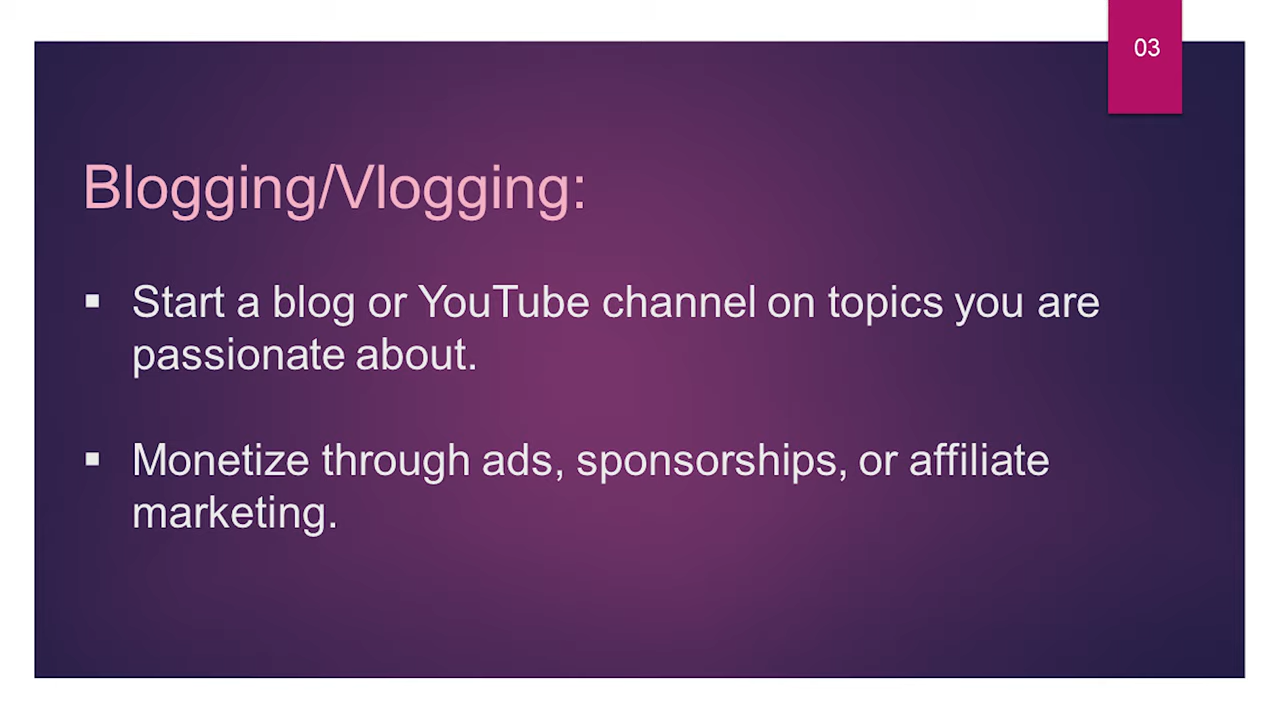 03
Blogging/Vlogging:
▪ Start a blog or YouTube channel on topics you are
passionate about.
▪ Monetize through ads, sponsorships, or affiliate
marketing.